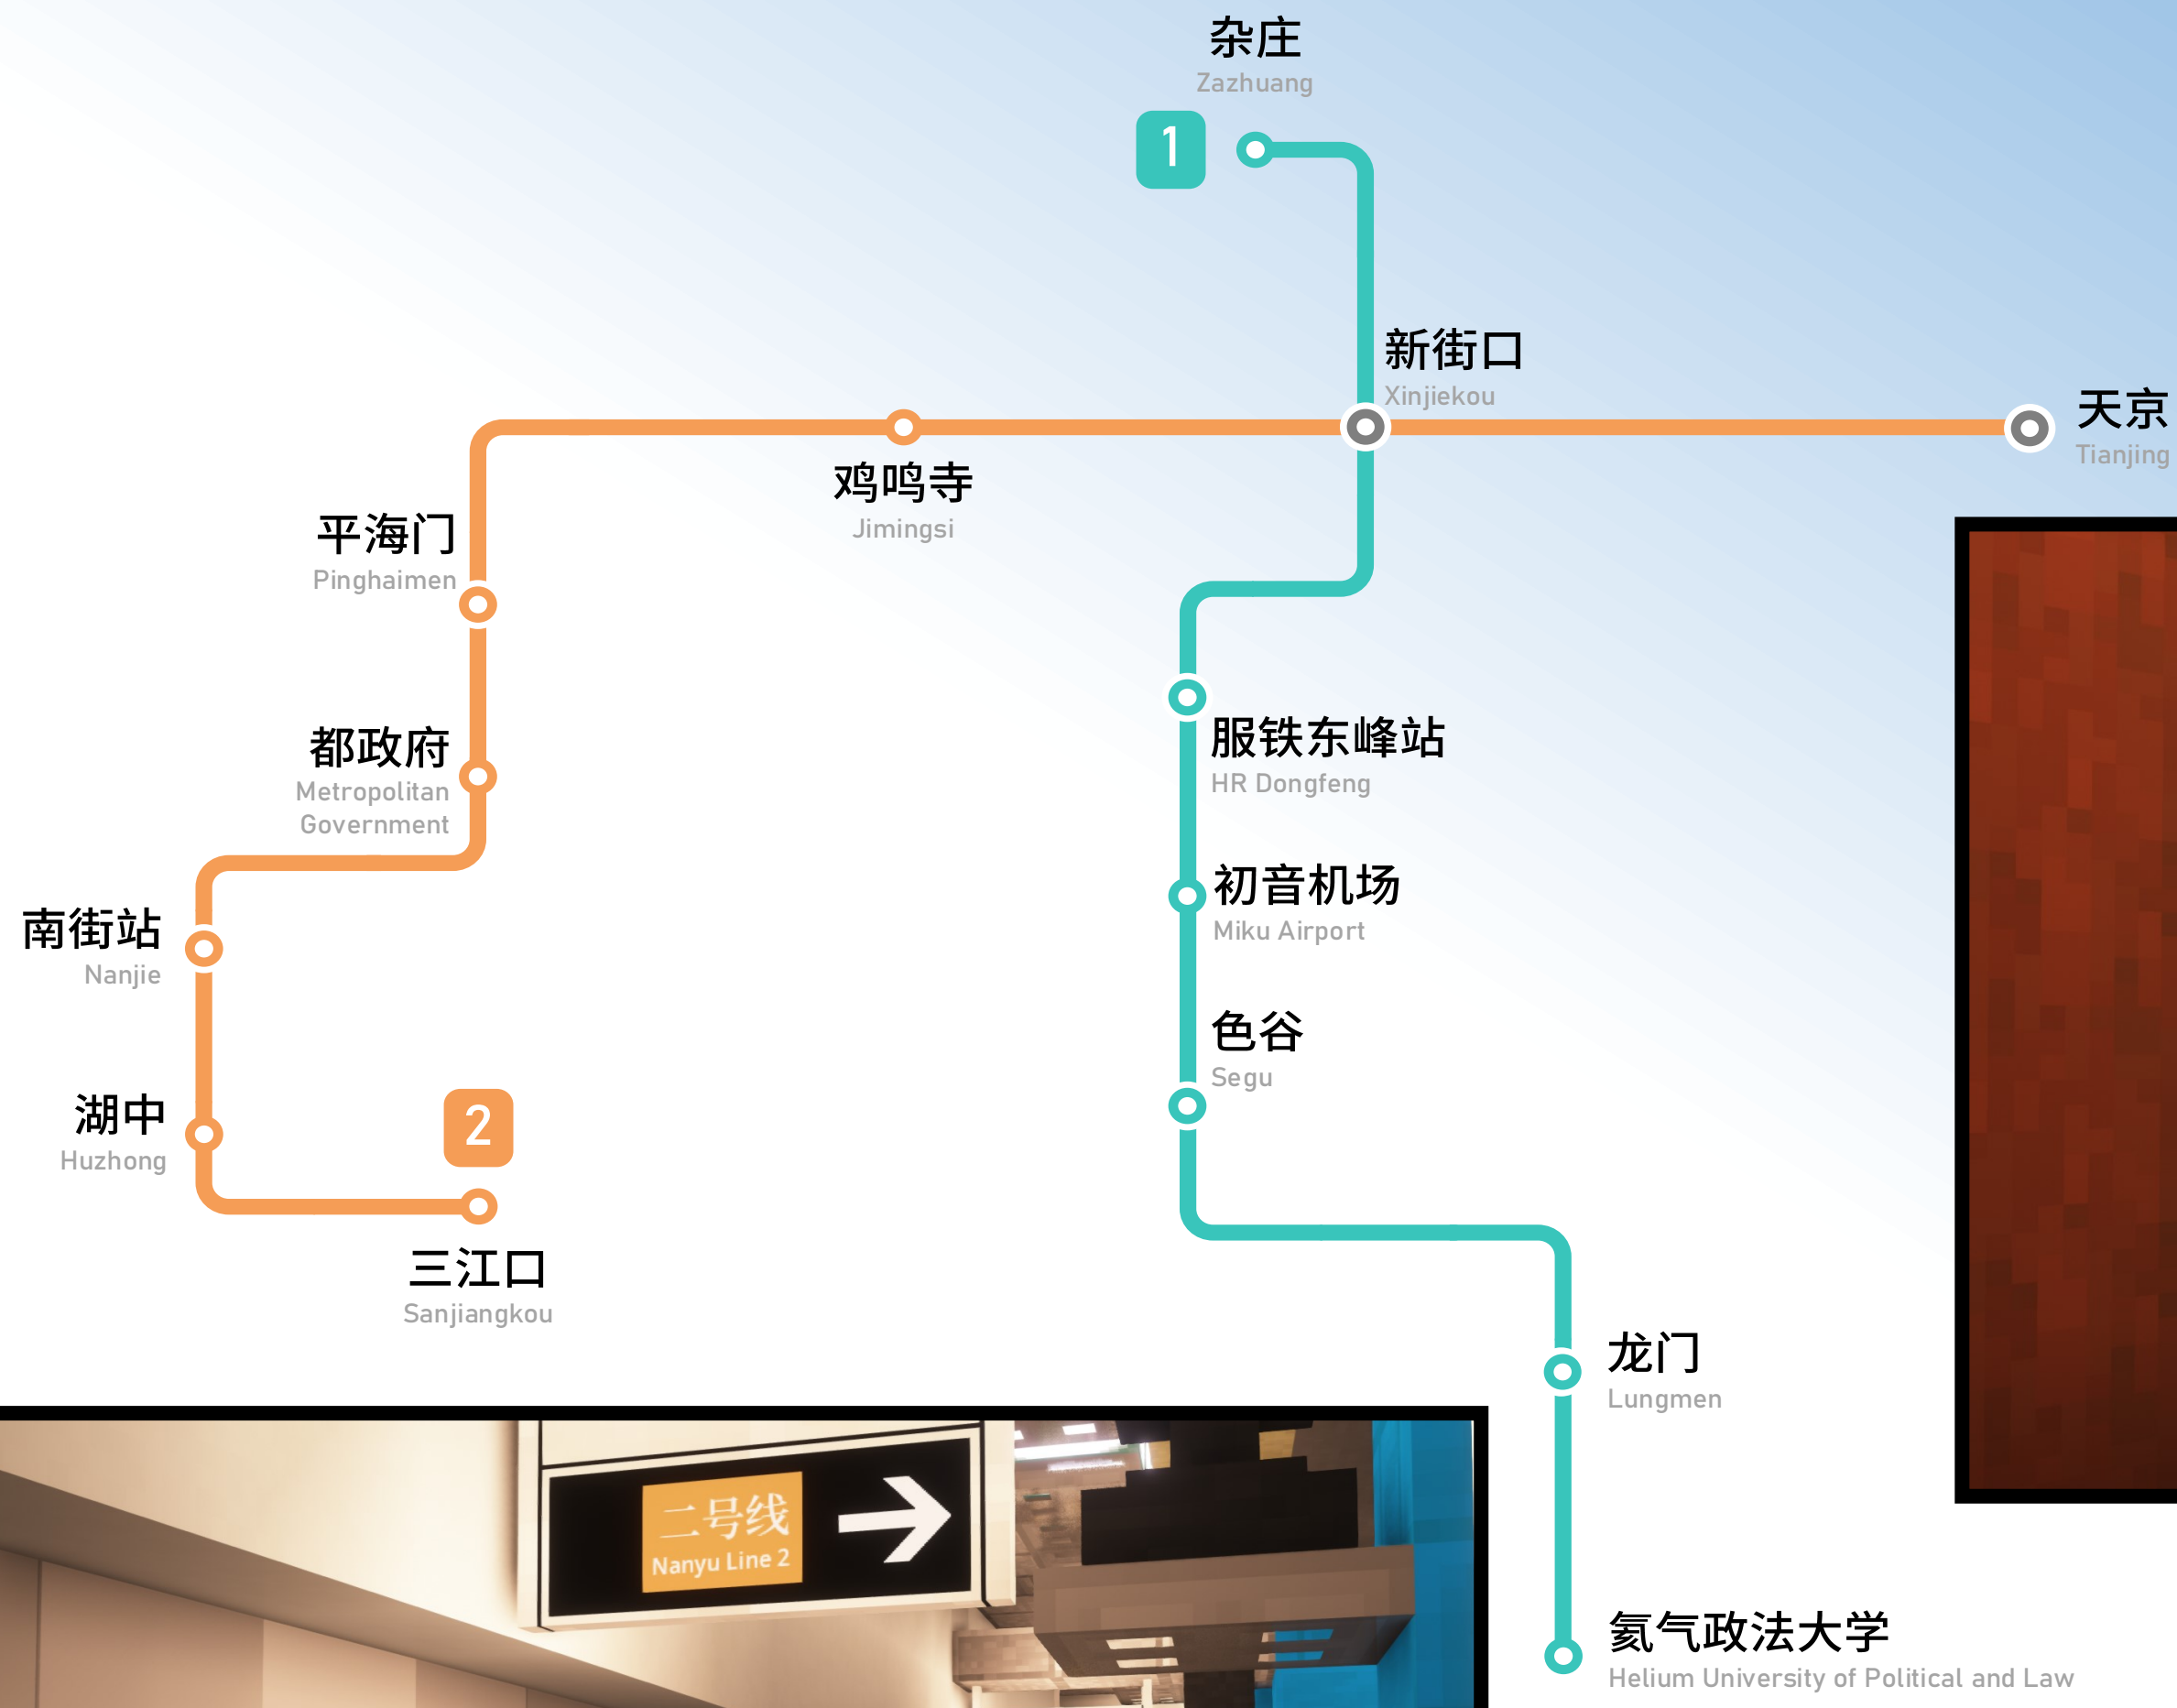 杂庄
Zazhuang
1
新街口
Xinjiekou
天京
Tianjing
鸡鸣寺
Jimingsi
平海门
Pinghaimen
都政府
Metropolitan
Government
服铁东峰站
HR Dongfeng
初音机场
Miku Airport
南街站
Nanjie
色谷
Segu
湖中
Huzhong
2
三江口
Sanjiangkou
龙门
Lungmen
氦气政法大学
Helium University of Political and Law
二号线
Nanyu Line 2